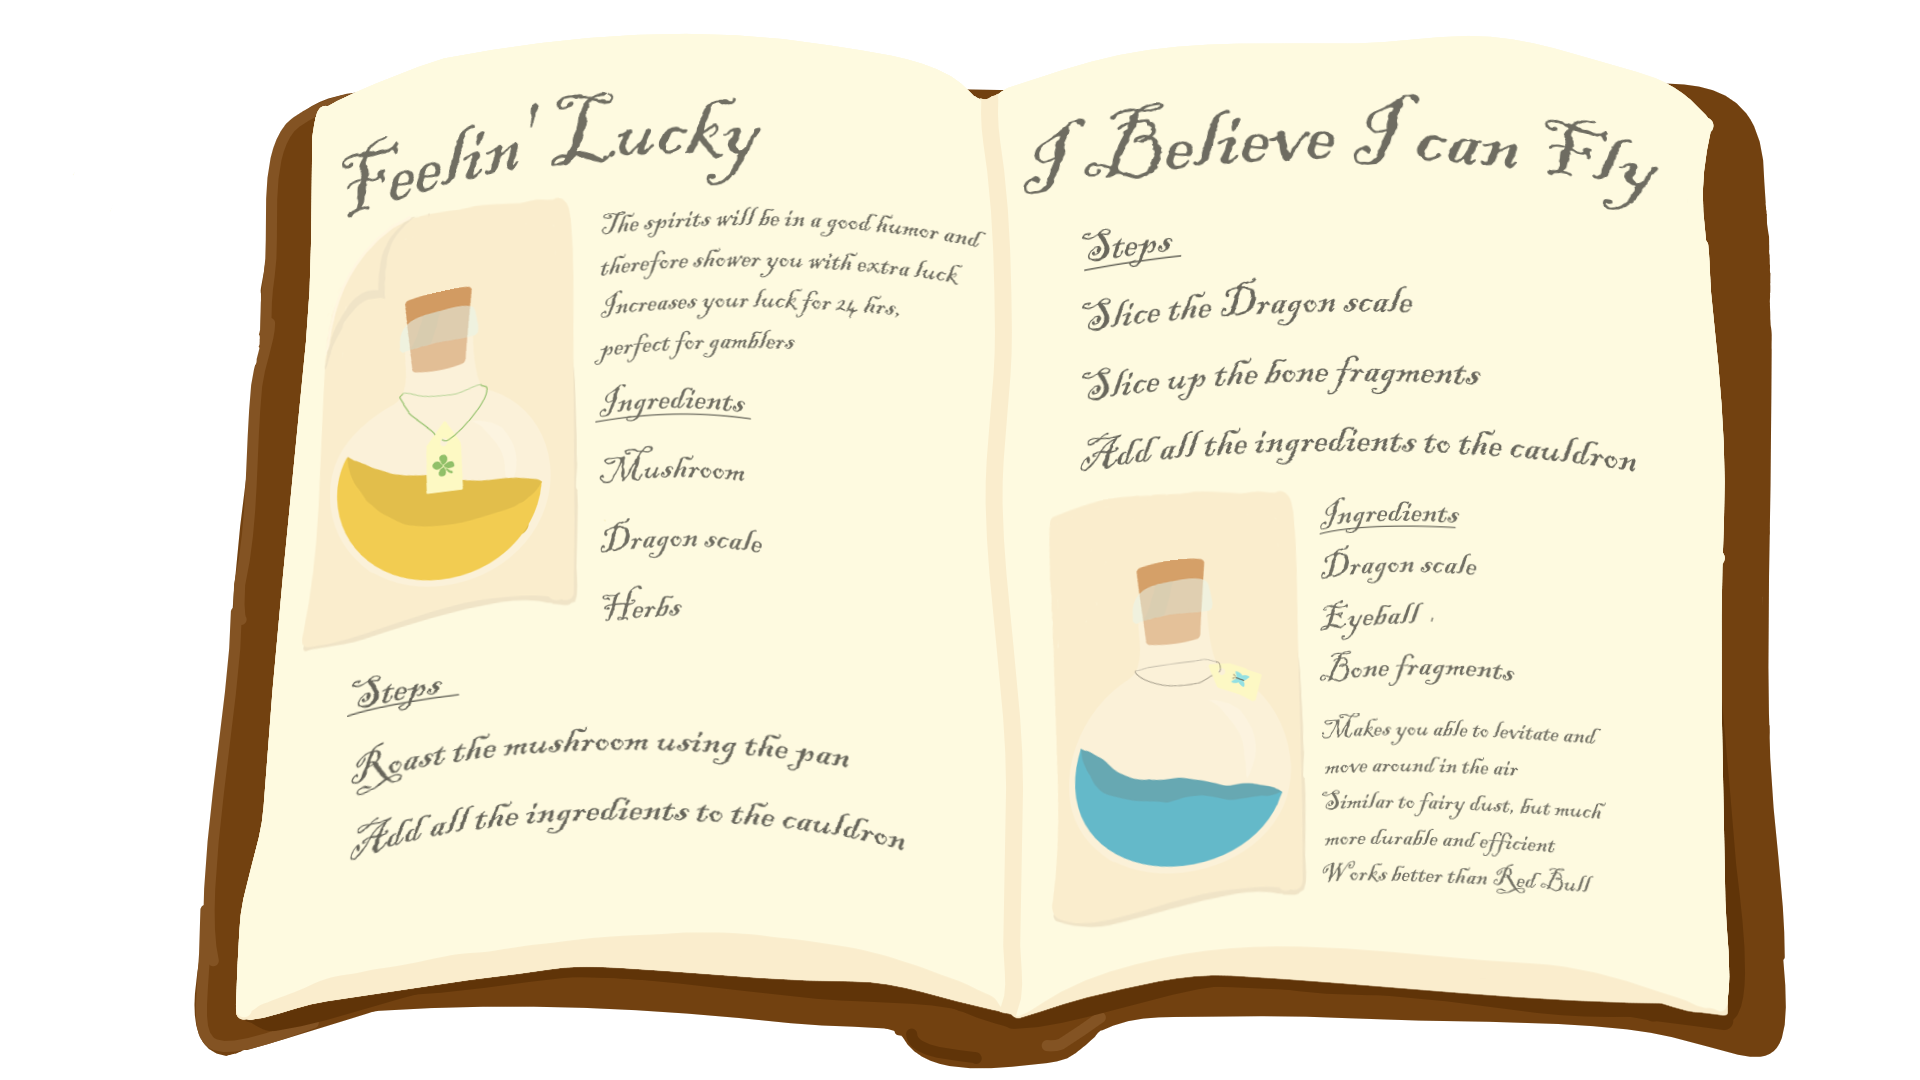 Feelin' Lucky
The spirits will be in a good humor and
therefore shower you with extra luck
Increases your luck for 24 hrs,
perfect for gamblers
Ingredients
Mushroom
Dragon scale
Herbs
Steps
Roast the mushroom using the pan
Add all the ingredients to the cauldron
I Believe I can Fly
Steps
Slice the Dragon scale
Slice up the bone fragments
Add all the ingredients to the cauldron
Ingredients
Dragon scale
Eyeball .
Bone fragments
Makes you able to levitate and
move around in the air
Similar to fairy dust, but much
more durable and efficient
Works better than Red Bull